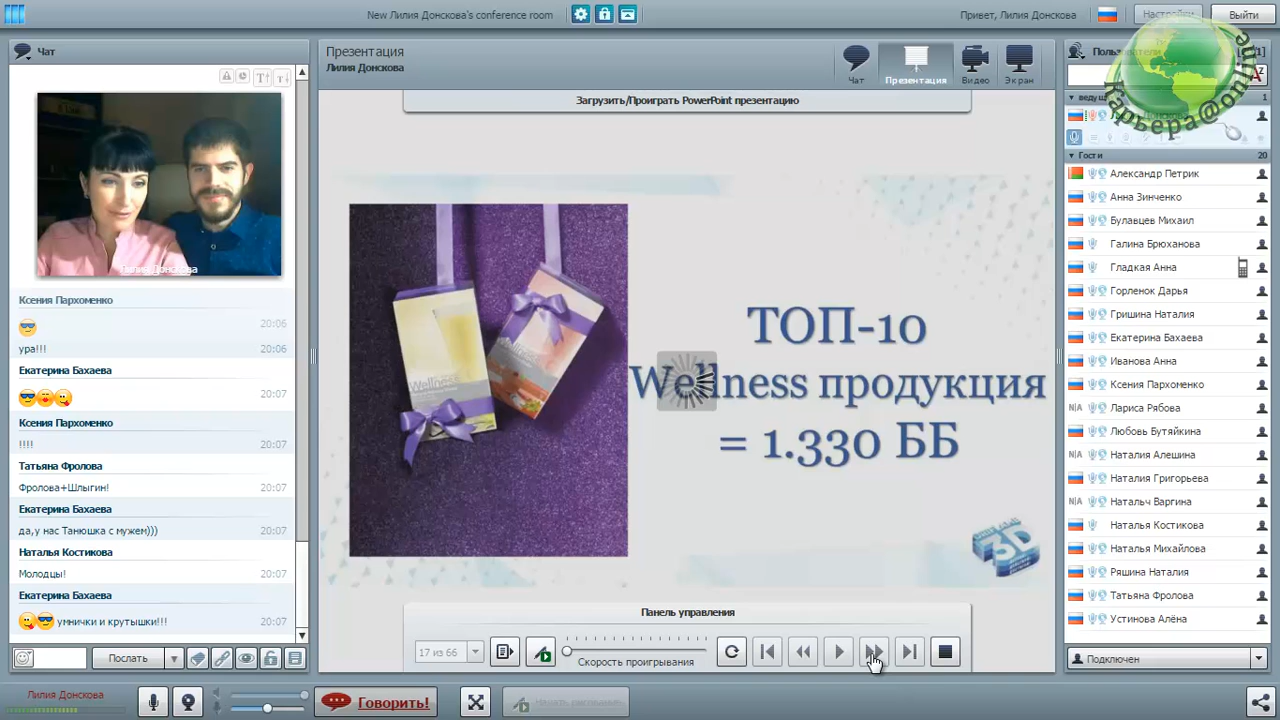 New Лилия Донскова's conference room
Привет, Лилия Донскова
Настройки
Выйти
Чат
Лилия Донскова
Ксения Пархоменко
20:06
ура!!!
20:06
Екатерина Бахаева
20:07
Ксения Пархоменко
!!!!
20:07
Татьяна Фролова
Фролова+Шлыгин!
20:07
Екатерина Бахаева
да,у нас Танюшка с мужем)))
20:07
Наталья Костикова
Молодцы!
20:07
Екатерина Бахаева
умнички и крутышки!!!
20:07
Послать
Презентация
Лилия Донскова
Чат
Презентация
Видео
Экран
Загрузить/Проиграть PowerPoint презентацию
Wellness
ТОП-10
Wellness продукция
= 1.330 ББ
3D
Панель управления
17 из 66
Скорость проигрывания
карьера@online
Гости
20
Александр Петрик
Анна Зинченко
Булавцев Михаил
Галина Брюханова
Гладкая Анна
Горленок Дарья
Гришина Наталия
Екатерина Бахаева
Иванова Анна
Ксения Пархоменко
N|A Лариса Рябова
Любовь Бутяйкина
N|A Наталия Алешина
Наталия Григорьева
N|A Натальч Варгина
Наталья Костикова
Наталья Михайлова
Ряшина Наталия
Татьяна Фролова
Устинова Алёна
Подключен
Лилия Донскова
Говорить!
Начать рисование